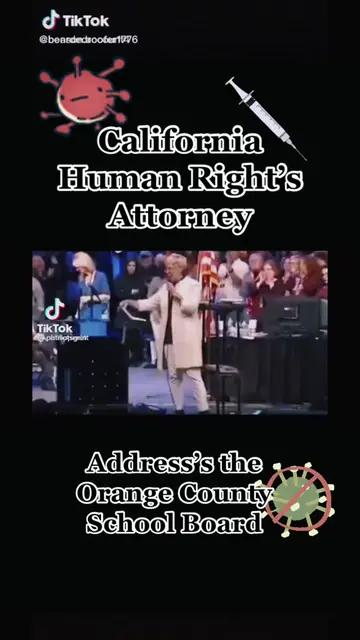 TikTok
California
Human Right's
Attorney
TikTok
Address's the
Orange County
School Board